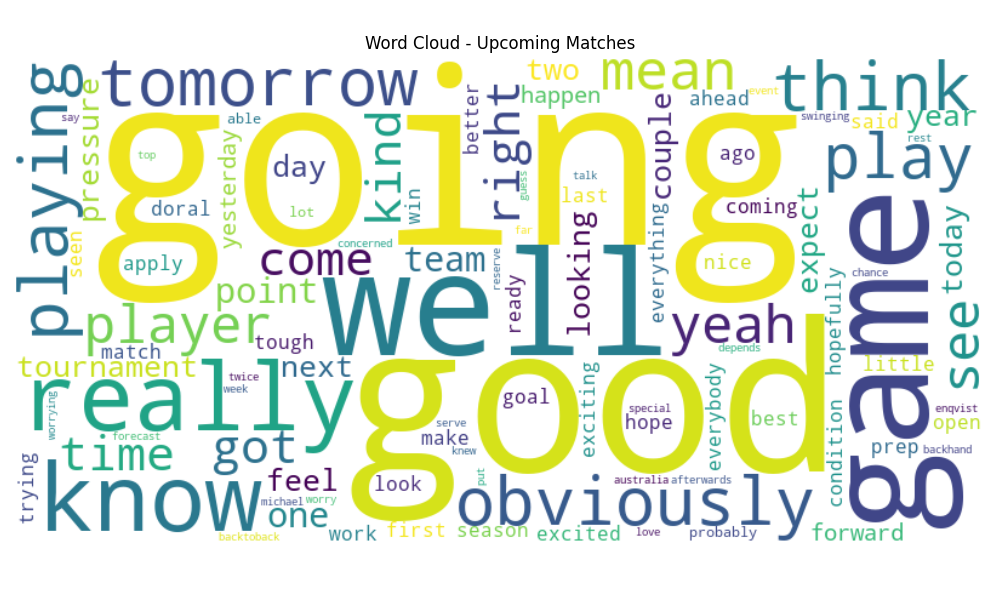 Word Cloud - Upcoming Matches
going
well
good
game
tomorrow
two
mean
think
playing
say
pressure
able
top
day
kind
right
better
happen
ahead
event
couple
swinging
said
year
rest
play
ago
yesterday
lot
doral
win
talk
guess
last
far
coming
expect
seen
apply
concerned
come
team
reserve
ready
looking
everything
nice
chance
today
see
point
player
tough
match
yeah
hopefully
depends
little
tournament
next
twice
week
really
goal
exciting
special
hope
everybody
best
enqvist
open
worrying
forecast
time
got
serve
make
knew
prep
backhand
condition
trying
know
feel
look
put
australia
afterwards
michael
worry
one
obviously
backtoback
work
first
season
excited
love
probably
forward